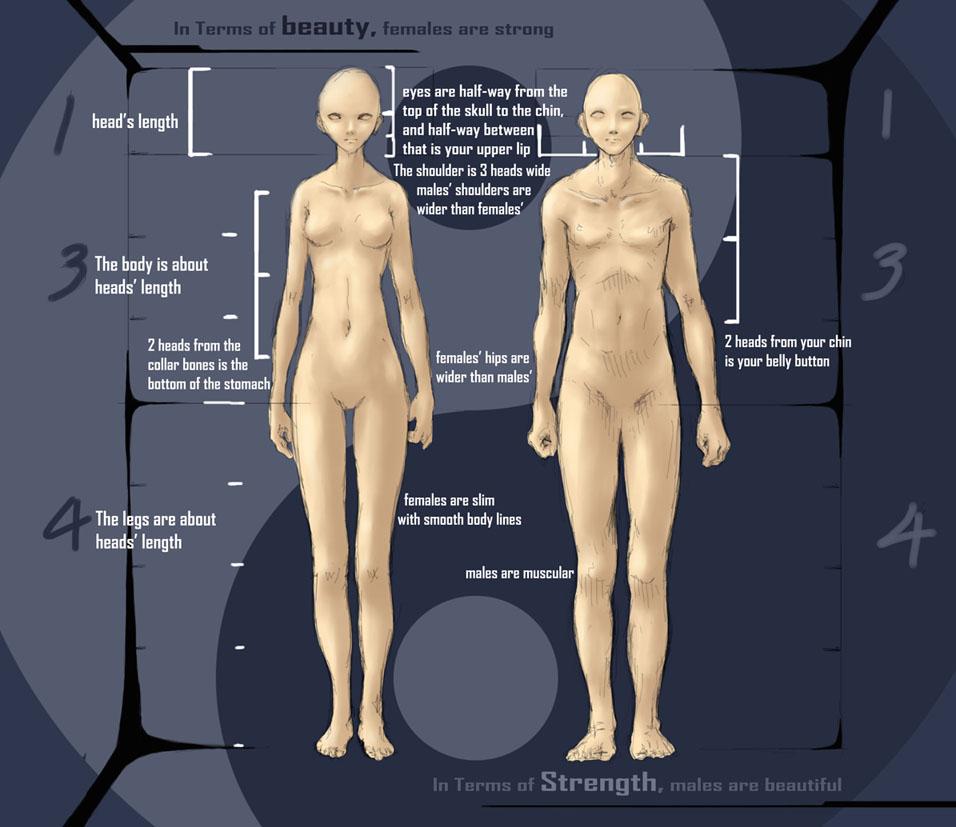 In Terms of beauty, females are strong
1
head's length
eyes are half-way from the
top of the skull to the chin,
and half-way between
that is your upper lip
The shoulder is 3 heads wide
males' shoulders are
wider than females'
1
3
The body is about
heads' length
2 heads from the
collar bones is the
bottom of the stomach
females' hips are
wider than males'
2 heads from your chin
is your belly button
3
4
The legs are about
heads' length
females are slim
with smooth body lines
males are muscular
4
In Terms of Strength, males are beautiful